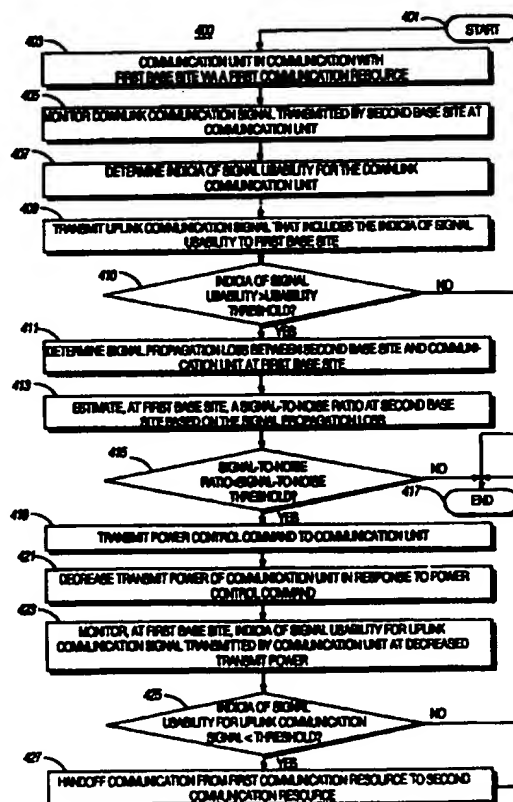 400
401
START
403
COMMUNICATION UNIT IN COMMUNICATION WITH
FIRST BASE SITE VIA A FIRST COMMUNICATION RESOURCE
405
MONITOR DOWNLINK COMMUNICATION SIGNAL TRANSMITTED BY SECOND BASE SITE AT
COMMUNICATION UNIT
407
DETERMINE INDICIA OF SIGNAL USABILITY FOR THE DOWNLINK
COMMUNICATION UNIT
409
TRANSMIT UPLINK COMMUNICATION SIGNAL THAT INCLUDES THE INDICIA OF SIGNAL
USABILITY TO FIRST BASE SITE
410
INDICIA OF SIGNAL
USABILITY>USABILITY
THRESHOLD?
NO
YES
411
DETERMINE SIGNAL PROPAGATION LOSS BETWEEN SECOND BASE SITE AND COMMUNI-
CATION UNIT AT FIRST BASE SITE
413
ESTIMATE, AT FIRST BASE SITE, A SIGNAL-TO-NOISE RATIO AT SECOND BASE
SITE BASED ON THE SIGNAL PROPAGATION LOSS
415
SIGNAL-TO-NOISE
RATIO<SIGNAL-TO-NOISE
THRESHOLD?
NO
417
END
YES
419
TRANSMIT POWER CONTROL COMMAND TO COMMUNICATION UNIT
421
DECREASE TRANSMIT POWER OF COMMUNICATION UNIT IN RESPONSE TO POWER
CONTROL COMMAND
423
MONITOR, AT FIRST BASE SITE, INDICIA OF SIGNAL USABILITY FOR UPLINK
COMMUNICATION SIGNAL TRANSMITTED BY COMMUNICATION UNIT AT DECREASED
TRANSMIT POWER
425
INDICIA OF SIGNAL
USABILITY FOR UPLINK COMMUNICATION
SIGNAL < THRESHOLD?
NO
YES
427
HANDOFF COMMUNICATION FROM FIRST COMMUNICATION RESOURCE TO SECOND
COMMUNICATION RESOURCE